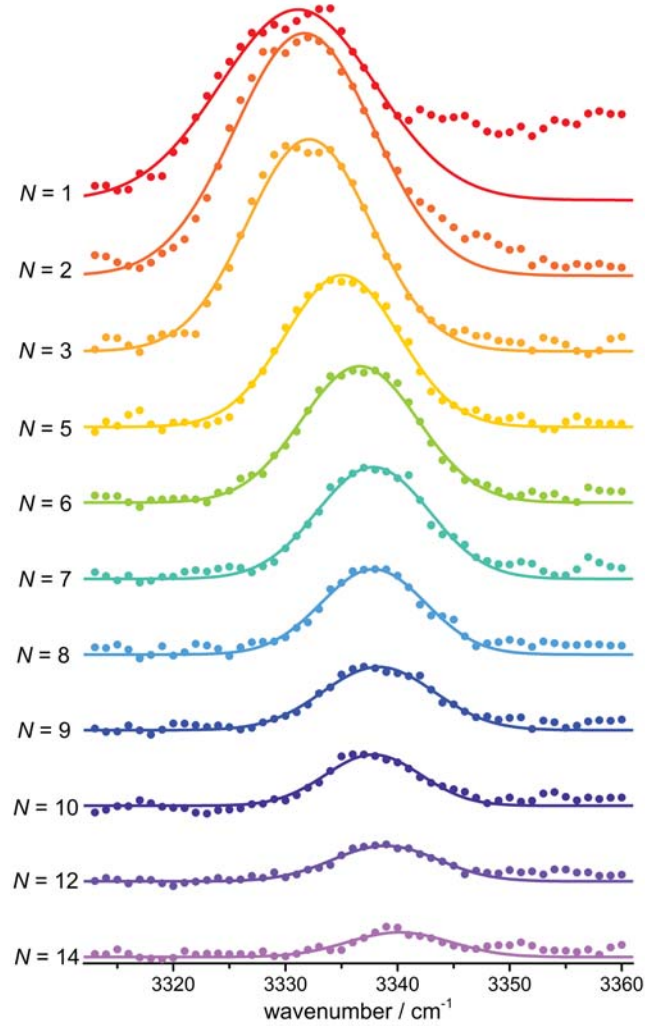 N = 1
N = 2
N = 3
N = 5
N = 6
N = 7
N = 8
N = 9
N = 10
N = 12
N = 14
3320 3330 3340 3350 3360
wavenumber / cm⁻¹